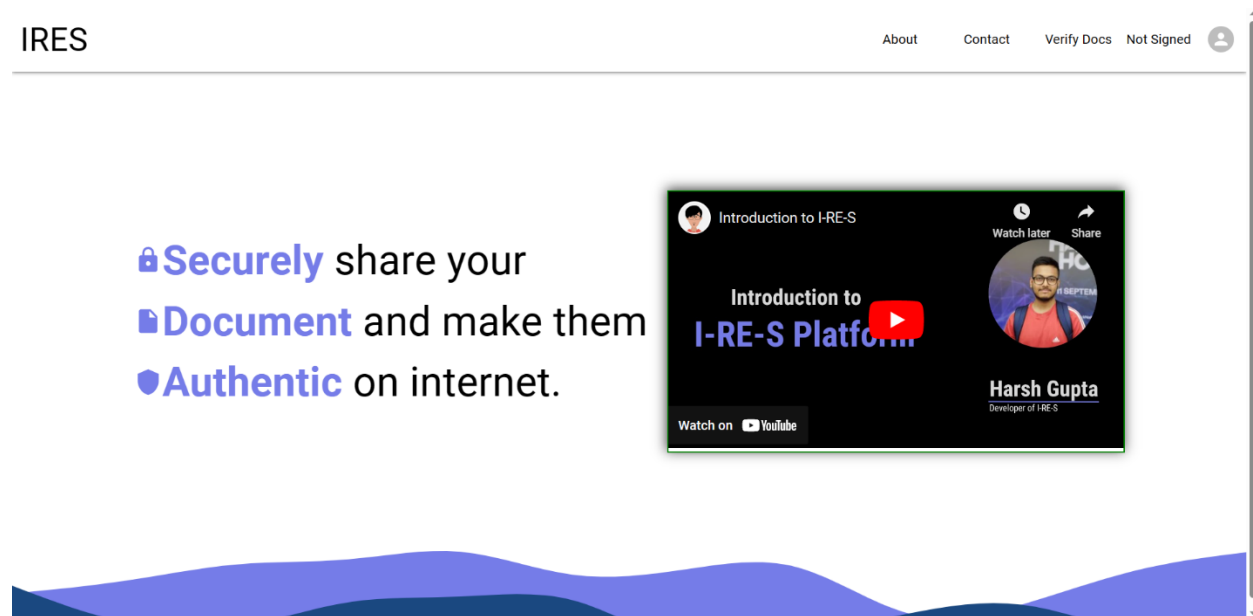 IRES
About Contact Verify Docs Not Signed
Securely share your
Document and make them
Authentic on internet.
Introduction to I-RE-S
Watch later Share
Introduction to
I-RE-S Platform
Harsh Gupta
Developer of I-RE-S
Watch on YouTube